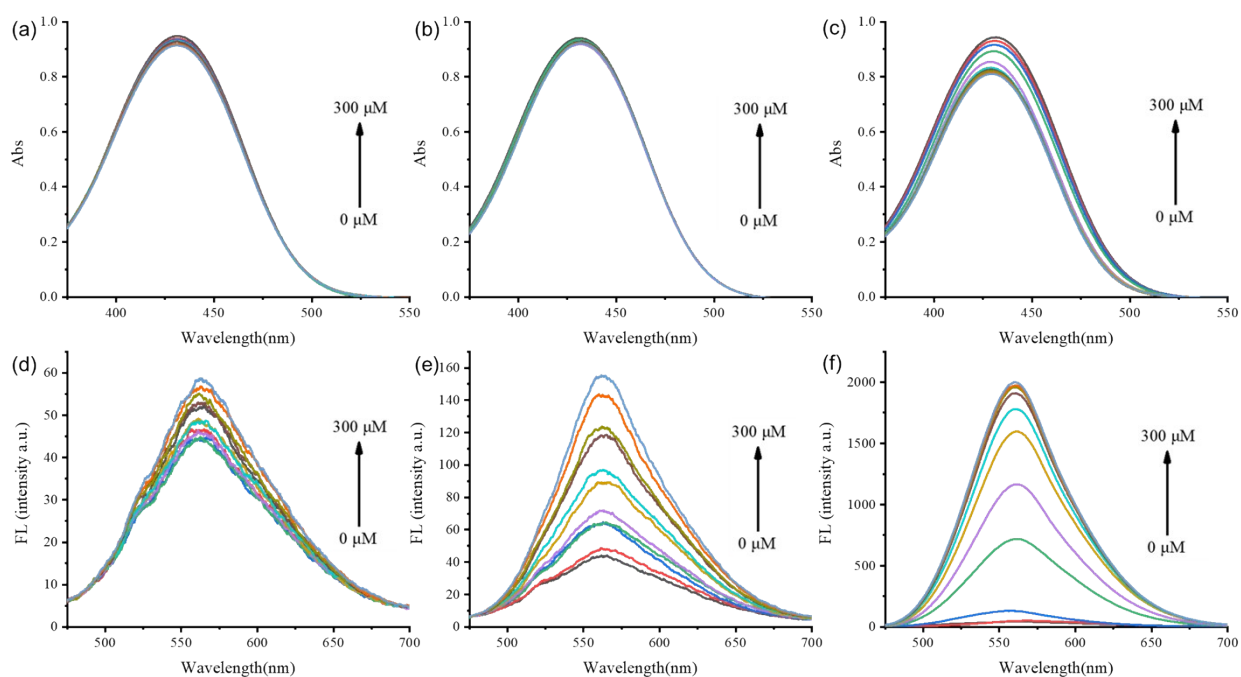 (a)
1.0
0.8
0.6
0.4
0.2
0.0
Abs
300 μM
0 μM
400
450
500
550
Wavelength(nm)
(b)
1.0
0.8
0.6
0.4
0.2
0.0
Abs
300 μM
0 μM
400
450
500
550
Wavelength(nm)
(c)
1.0
0.8
0.6
0.4
0.2
0.0
Abs
300 μM
0 μM
400
450
500
550
Wavelength(nm)
(d)
60
50
40
30
20
10
0
FL (intensity a.u.)
300 μM
0 μM
500
550
600
650
700
Wavelength(nm)
(e)
160
140
120
100
80
60
40
20
0
FL (intensity a.u.)
300 μM
0 μM
500
550
600
650
700
Wavelength(nm)
(f)
2000
1500
1000
500
0
FL (intensity a.u.)
300 μM
0 μM
500
550
600
650
700
Wavelength(nm)